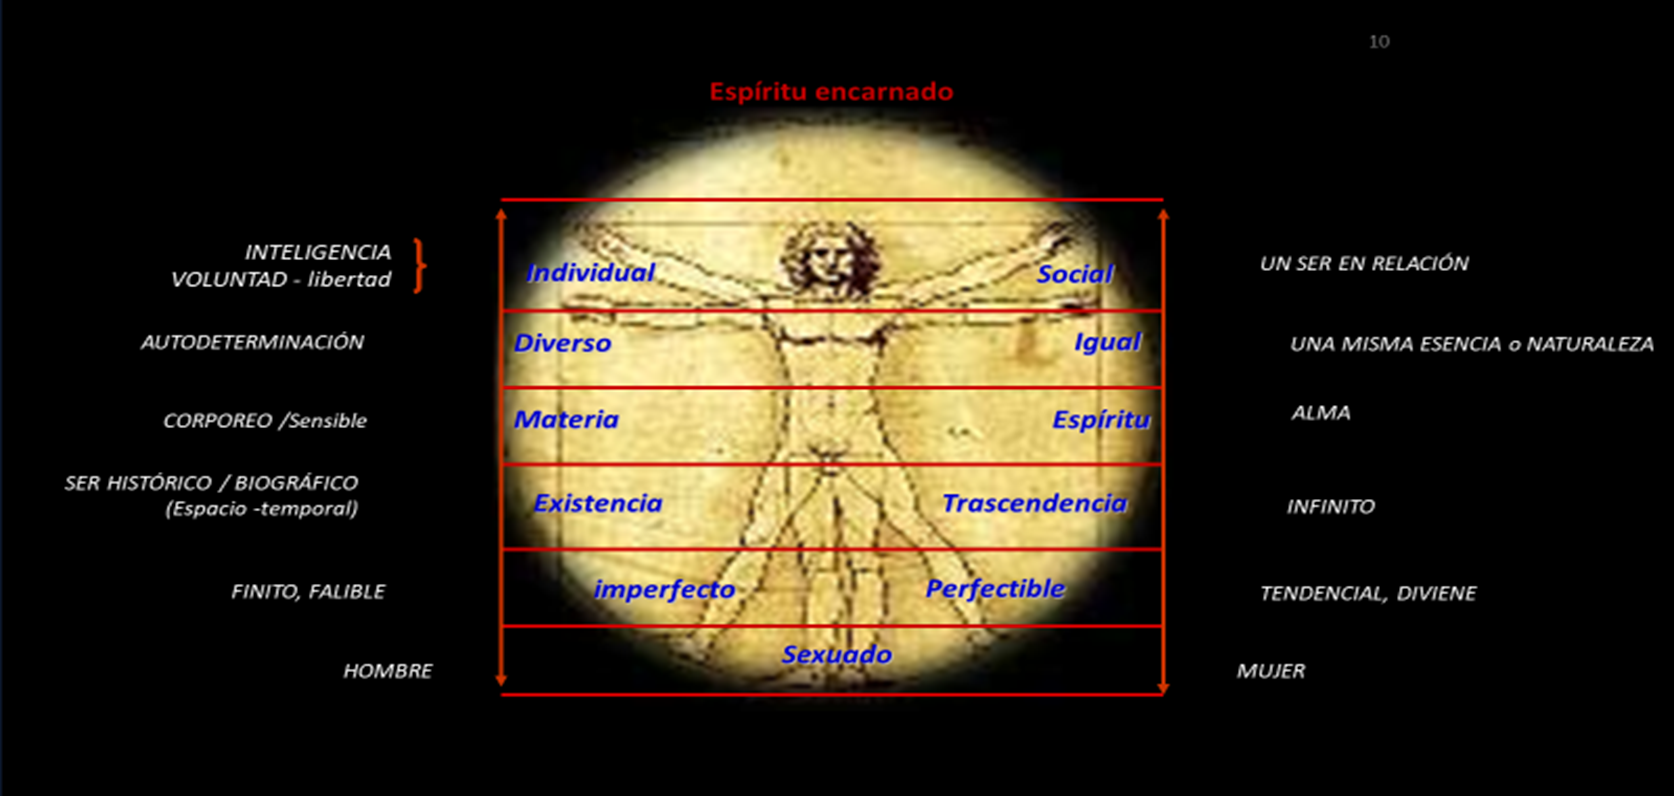 10
Espíritu encarnado
INTELIGENCIA
VOLUNTAD - libertad
Individual
Social
UN SER EN RELACIÓN
AUTODETERMINACIÓN
Diverso
Igual
UNA MISMA ESENCIA o NATURALEZA
CORPOREO /Sensible
Materia
Espíritu
ALMA
SER HISTÓRICO / BIOGRÁFICO
(Espacio -temporal)
Existencia
Trascendencia
INFINITO
FINITO, FALIBLE
imperfecto
Perfectible
TENDENCIAL, DIVIENE
HOMBRE
Sexuado
MUJER